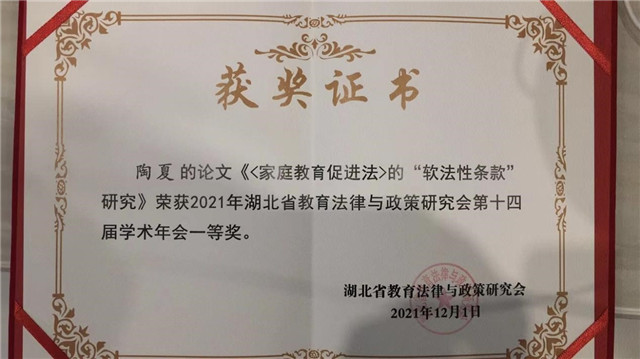 获奖证书
陶夏的论文《<家庭教育促进法>的“软法性条款”
研究》荣获2021年湖北省教育法律与政策研究会第十四
届学术年会一等奖。
湖北省教育法律与政策研究会
2021年12月1日